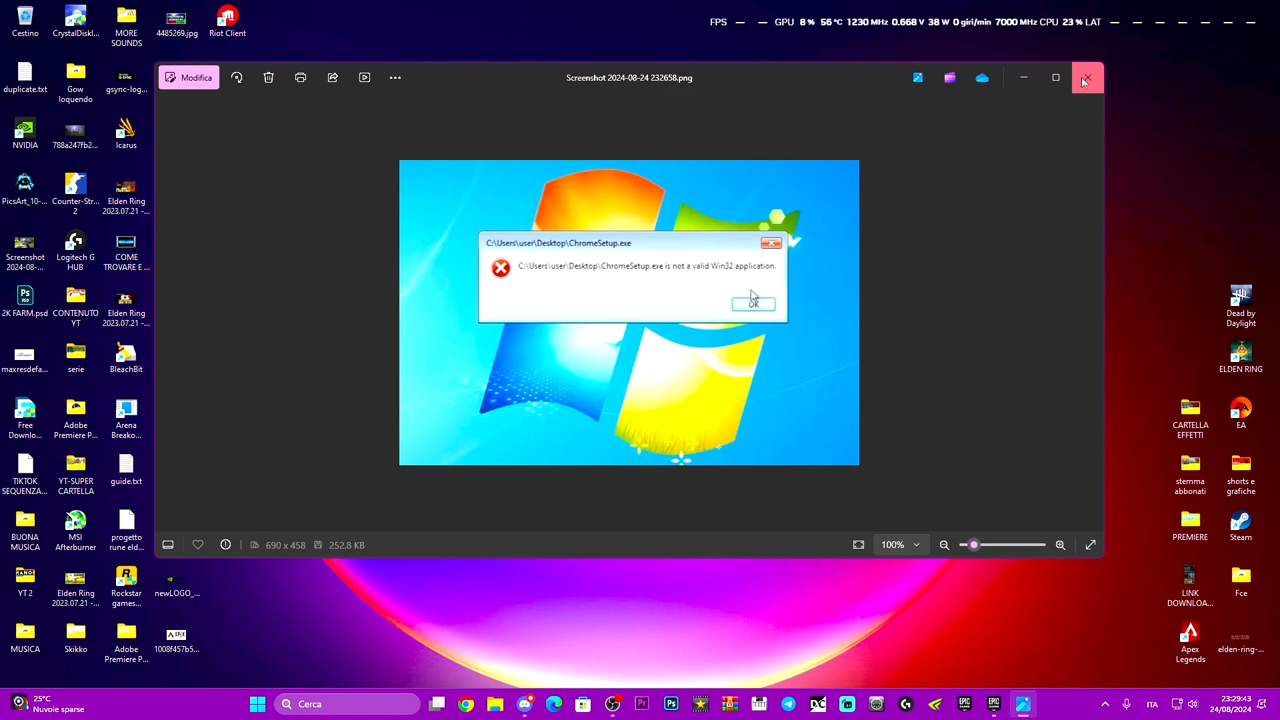 FPS — — GPU 8 % 56 °C 1230 MHz 0.668 V 38 W 0 giri/min 7000 MHz CPU 23 % LAT — — — — — — —
Cestino
CrystalDiskI...
MORE SOUNDS
4485269.jpg
Riot Client
duplicate.txt
Gow loquendo
gsync-log...
NVIDIA
788a247fb2...
Icarus
PicsArt_10-...
Counter-Str...
2
Elden Ring
2023.07.21 -...
Screenshot
2024-08-...
Logitech G
HUB
COME
TROVARE E ...
2K FARM.psd
CONTENUTO
YT
Elden Ring
2023.07.21 -...
maxresdefa...
serie
BleachBit
Free
Downlo...
Adobe
Premiere P...
Arena
Breako...
TIKTOK
SEQUENZA...
YT-SUPER
CARTELLA
guide.txt
BUONA
MUSICA
MSI
Afterburner
progetto
rune eld...
YT 2
Elden Ring
2023.07.21 -...
Rockstar
games...
newLOGO_...
MUSICA
Skikko
Adobe
Premiere P...
1008f457b5...
Modifica
Screenshot 2024-08-24 232658.png
C:\Users\user\Desktop\ChromeSetup.exe
C:\Users\user\Desktop\ChromeSetup.exe is not a valid Win32 application.
OK
690 x 458
252.8 KB
100%
Dead by
Daylight
ELDEN RING
CARTELLA
EFFETTI
EA
stemma
abbonati
shorts e
grafiche
PREMIERE
Steam
LINK
DOWNLOA...
Fce
Apex
Legends
elden-ring-...
25°C
Nuvole sparse
Cerca
ITA
23:29:43
24/08/2024